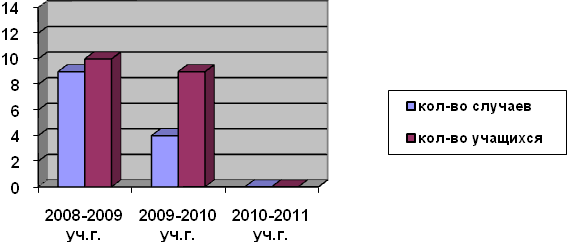 14
12
10
8
6
4
2
0
2008-2009 уч.г.
2009-2010 уч.г.
2010-2011 уч.г.
кол-во случаев
кол-во учащихся